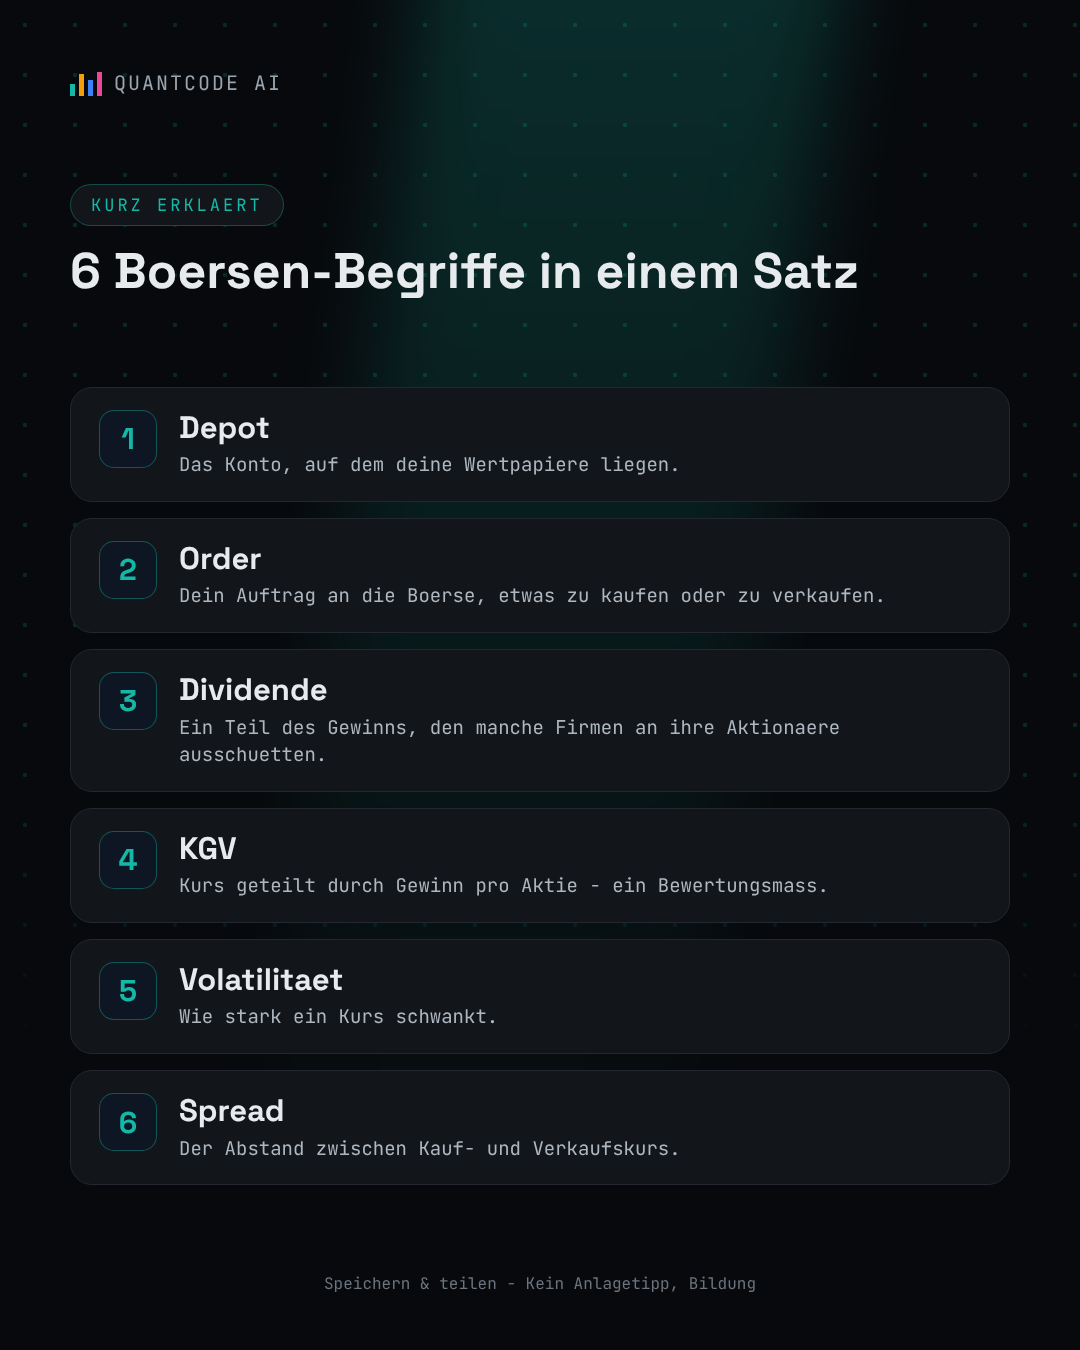 QUANTCODE AI
KURZ ERKLAERT
6 Boersen-Begriffe in einem Satz
1
Depot
Das Konto, auf dem deine Wertpapiere liegen.
2
Order
Dein Auftrag an die Boerse, etwas zu kaufen oder zu verkaufen.
3
Dividende
Ein Teil des Gewinns, den manche Firmen an ihre Aktionaere
ausschuetten.
4
KGV
Kurs geteilt durch Gewinn pro Aktie - ein Bewertungsmass.
5
Volatilitaet
Wie stark ein Kurs schwankt.
6
Spread
Der Abstand zwischen Kauf- und Verkaufskurs.
Speichern & teilen - Kein Anlagetipp, Bildung